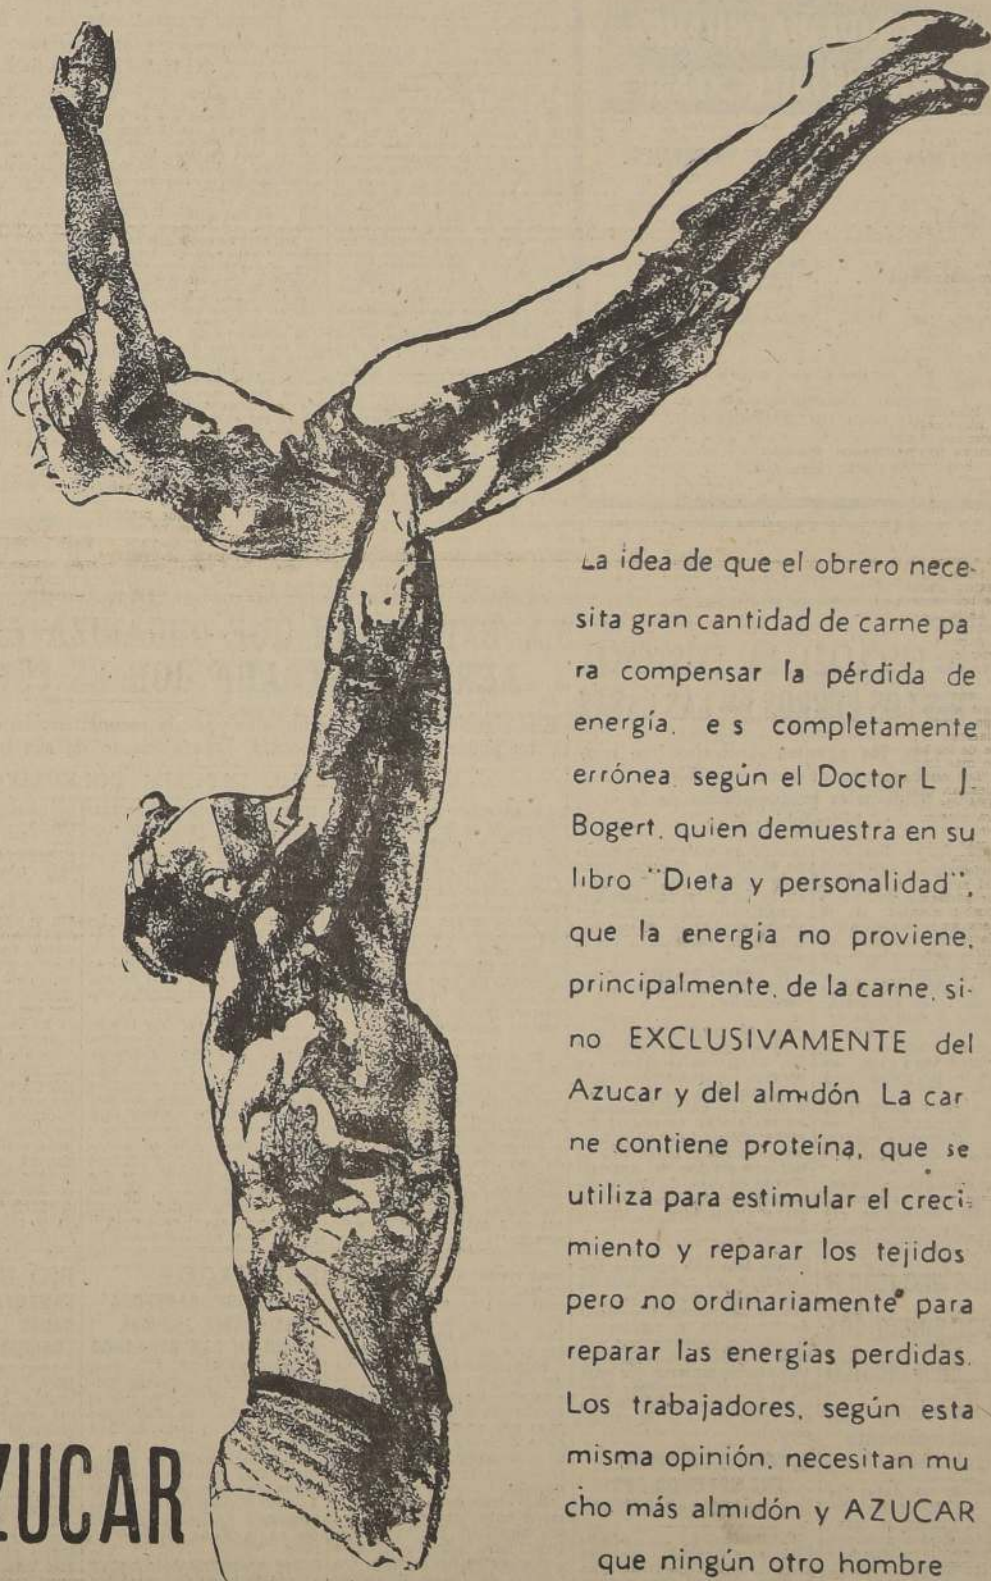 La idea de que el obrero nece-
sita gran cantidad de carne pa
ra compensar la pérdida de
energía. e s completamente
errónea. según el Doctor L J.
Bogert. quien demuestra en su
libro "Dieta y personalidad",
que la energia no proviene,
principalmente, de la carne, si-
no EXCLUSIVAMENTE del
Azucar y del almidón La car
ne contiene proteína, que se
utiliza para estimular el creci-
miento y reparar los tejidos
pero no ordinariamente para
reparar las energías perdidas.
Los trabajadores, según esta
misma opinión. necesitan mu
cho más almidón y AZUCAR
que ningún otro hombre
ZUCAR